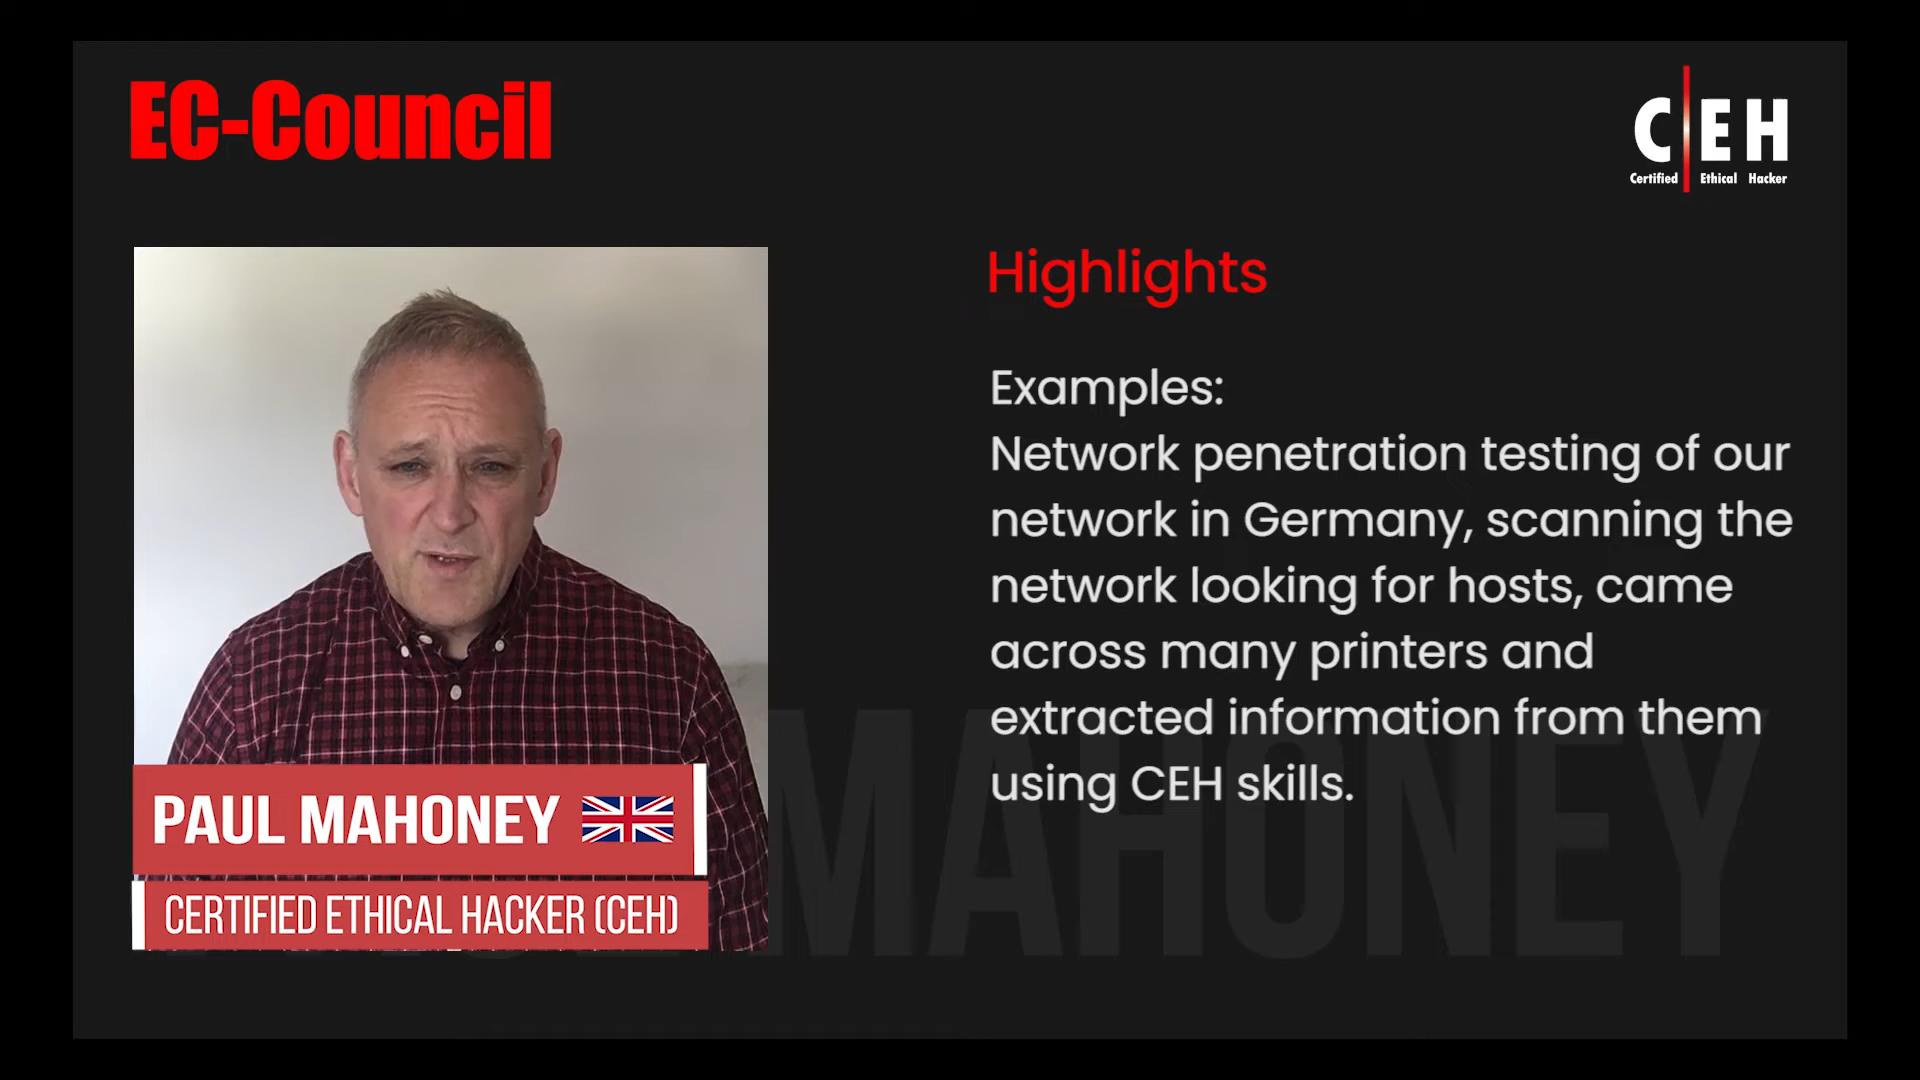 EC-Council
C|EH
Certified Ethical Hacker
Highlights
Examples:
Network penetration testing of our
network in Germany, scanning the
network looking for hosts, came
across many printers and
extracted information from them
using CEH skills.
PAUL MAHONEY
CERTIFIED ETHICAL HACKER (CEH)
MAHONEY